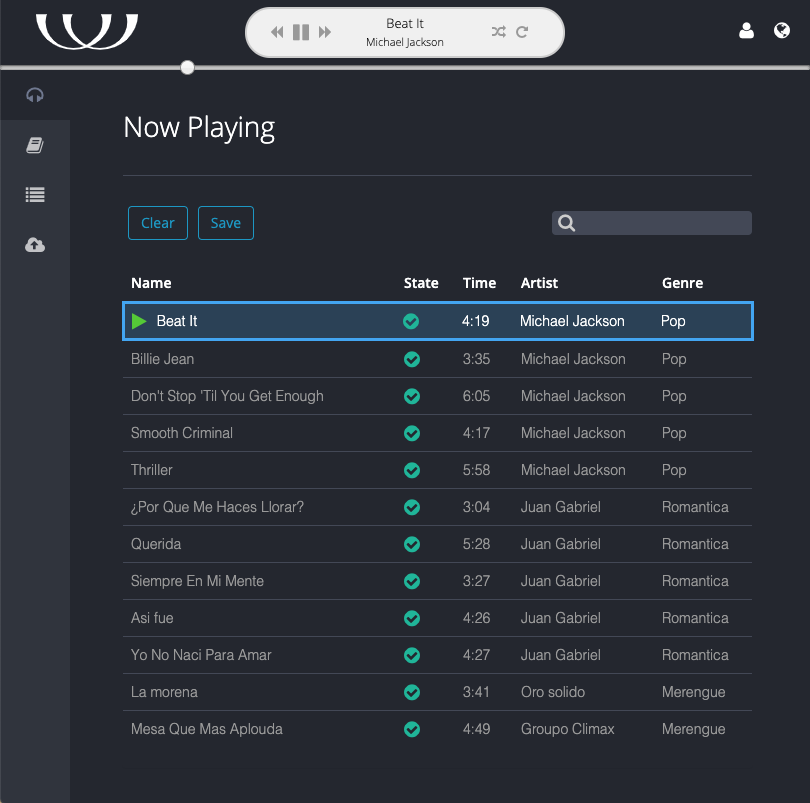 Beat It
Michael Jackson
Now Playing
Clear Save
Name State Time Artist Genre
Beat It 4:19 Michael Jackson Pop
Billie Jean 3:35 Michael Jackson Pop
Don't Stop 'Til You Get Enough 6:05 Michael Jackson Pop
Smooth Criminal 4:17 Michael Jackson Pop
Thriller 5:58 Michael Jackson Pop
¿Por Que Me Haces Llorar? 3:04 Juan Gabriel Romantica
Querida 5:28 Juan Gabriel Romantica
Siempre En Mi Mente 3:27 Juan Gabriel Romantica
Asi fue 4:26 Juan Gabriel Romantica
Yo No Naci Para Amar 4:27 Juan Gabriel Romantica
La morena 3:41 Oro solido Merengue
Mesa Que Mas Aplouda 4:49 Groupo Climax Merengue